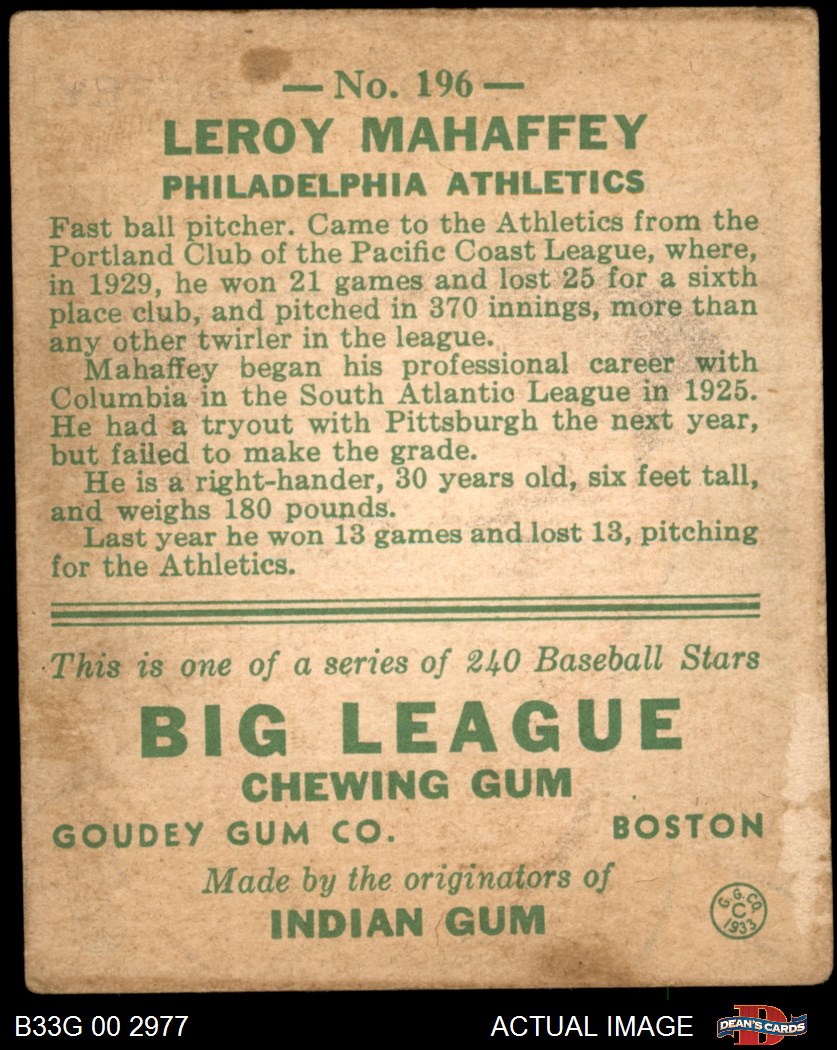 — No. 196 —
LEROY MAHAFFEY
PHILADELPHIA ATHLETICS
Fast ball pitcher. Came to the Athletics from the
Portland Club of the Pacific Coast League, where,
in 1929, he won 21 games and lost 25 for a sixth
place club, and pitched in 370 innings, more than
any other twirler in the league.
Mahaffey began his professional career with
Columbia in the South Atlantic League in 1925.
He had a tryout with Pittsburgh the next year,
but failed to make the grade.
He is a right-hander, 30 years old, six feet tall,
and weighs 180 pounds.
Last year he won 13 games and lost 13, pitching
for the Athletics.
This is one of a series of 240 Baseball Stars
BIG LEAGUE
CHEWING GUM
GOUDEY GUM CO. BOSTON
Made by the originators of
INDIAN GUM
G. G. CO.
C
1933
B33G 00 2977 ACTUAL IMAGE
D
DEAN'S CARDS